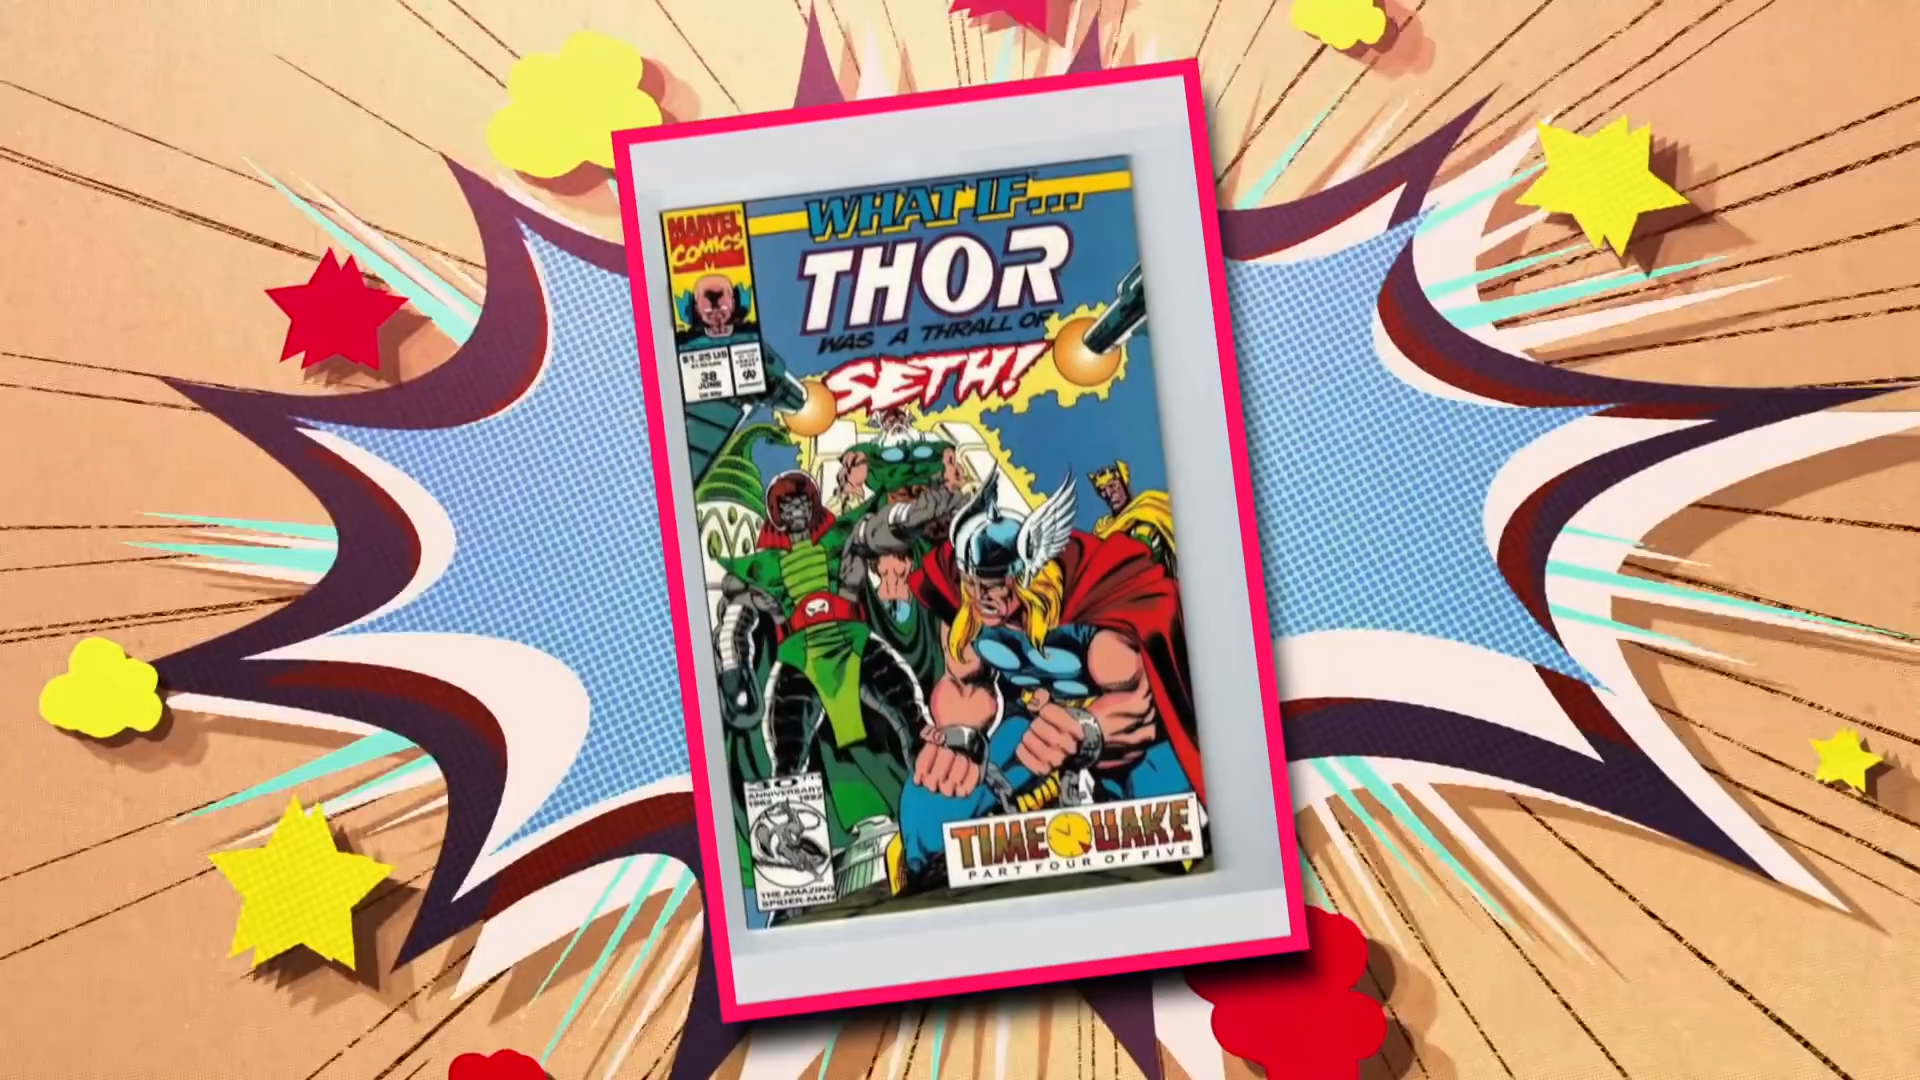 WHAT IF...
MARVEL
COMICS
THOR
WAS A THRALL OF
SETH!
$1.25 US
38
JUNE
30TH
ANNIVERSARY
1962 1992
THE AMAZING
SPIDER-MAN
TIMEQUAKE
PART FOUR OF FIVE